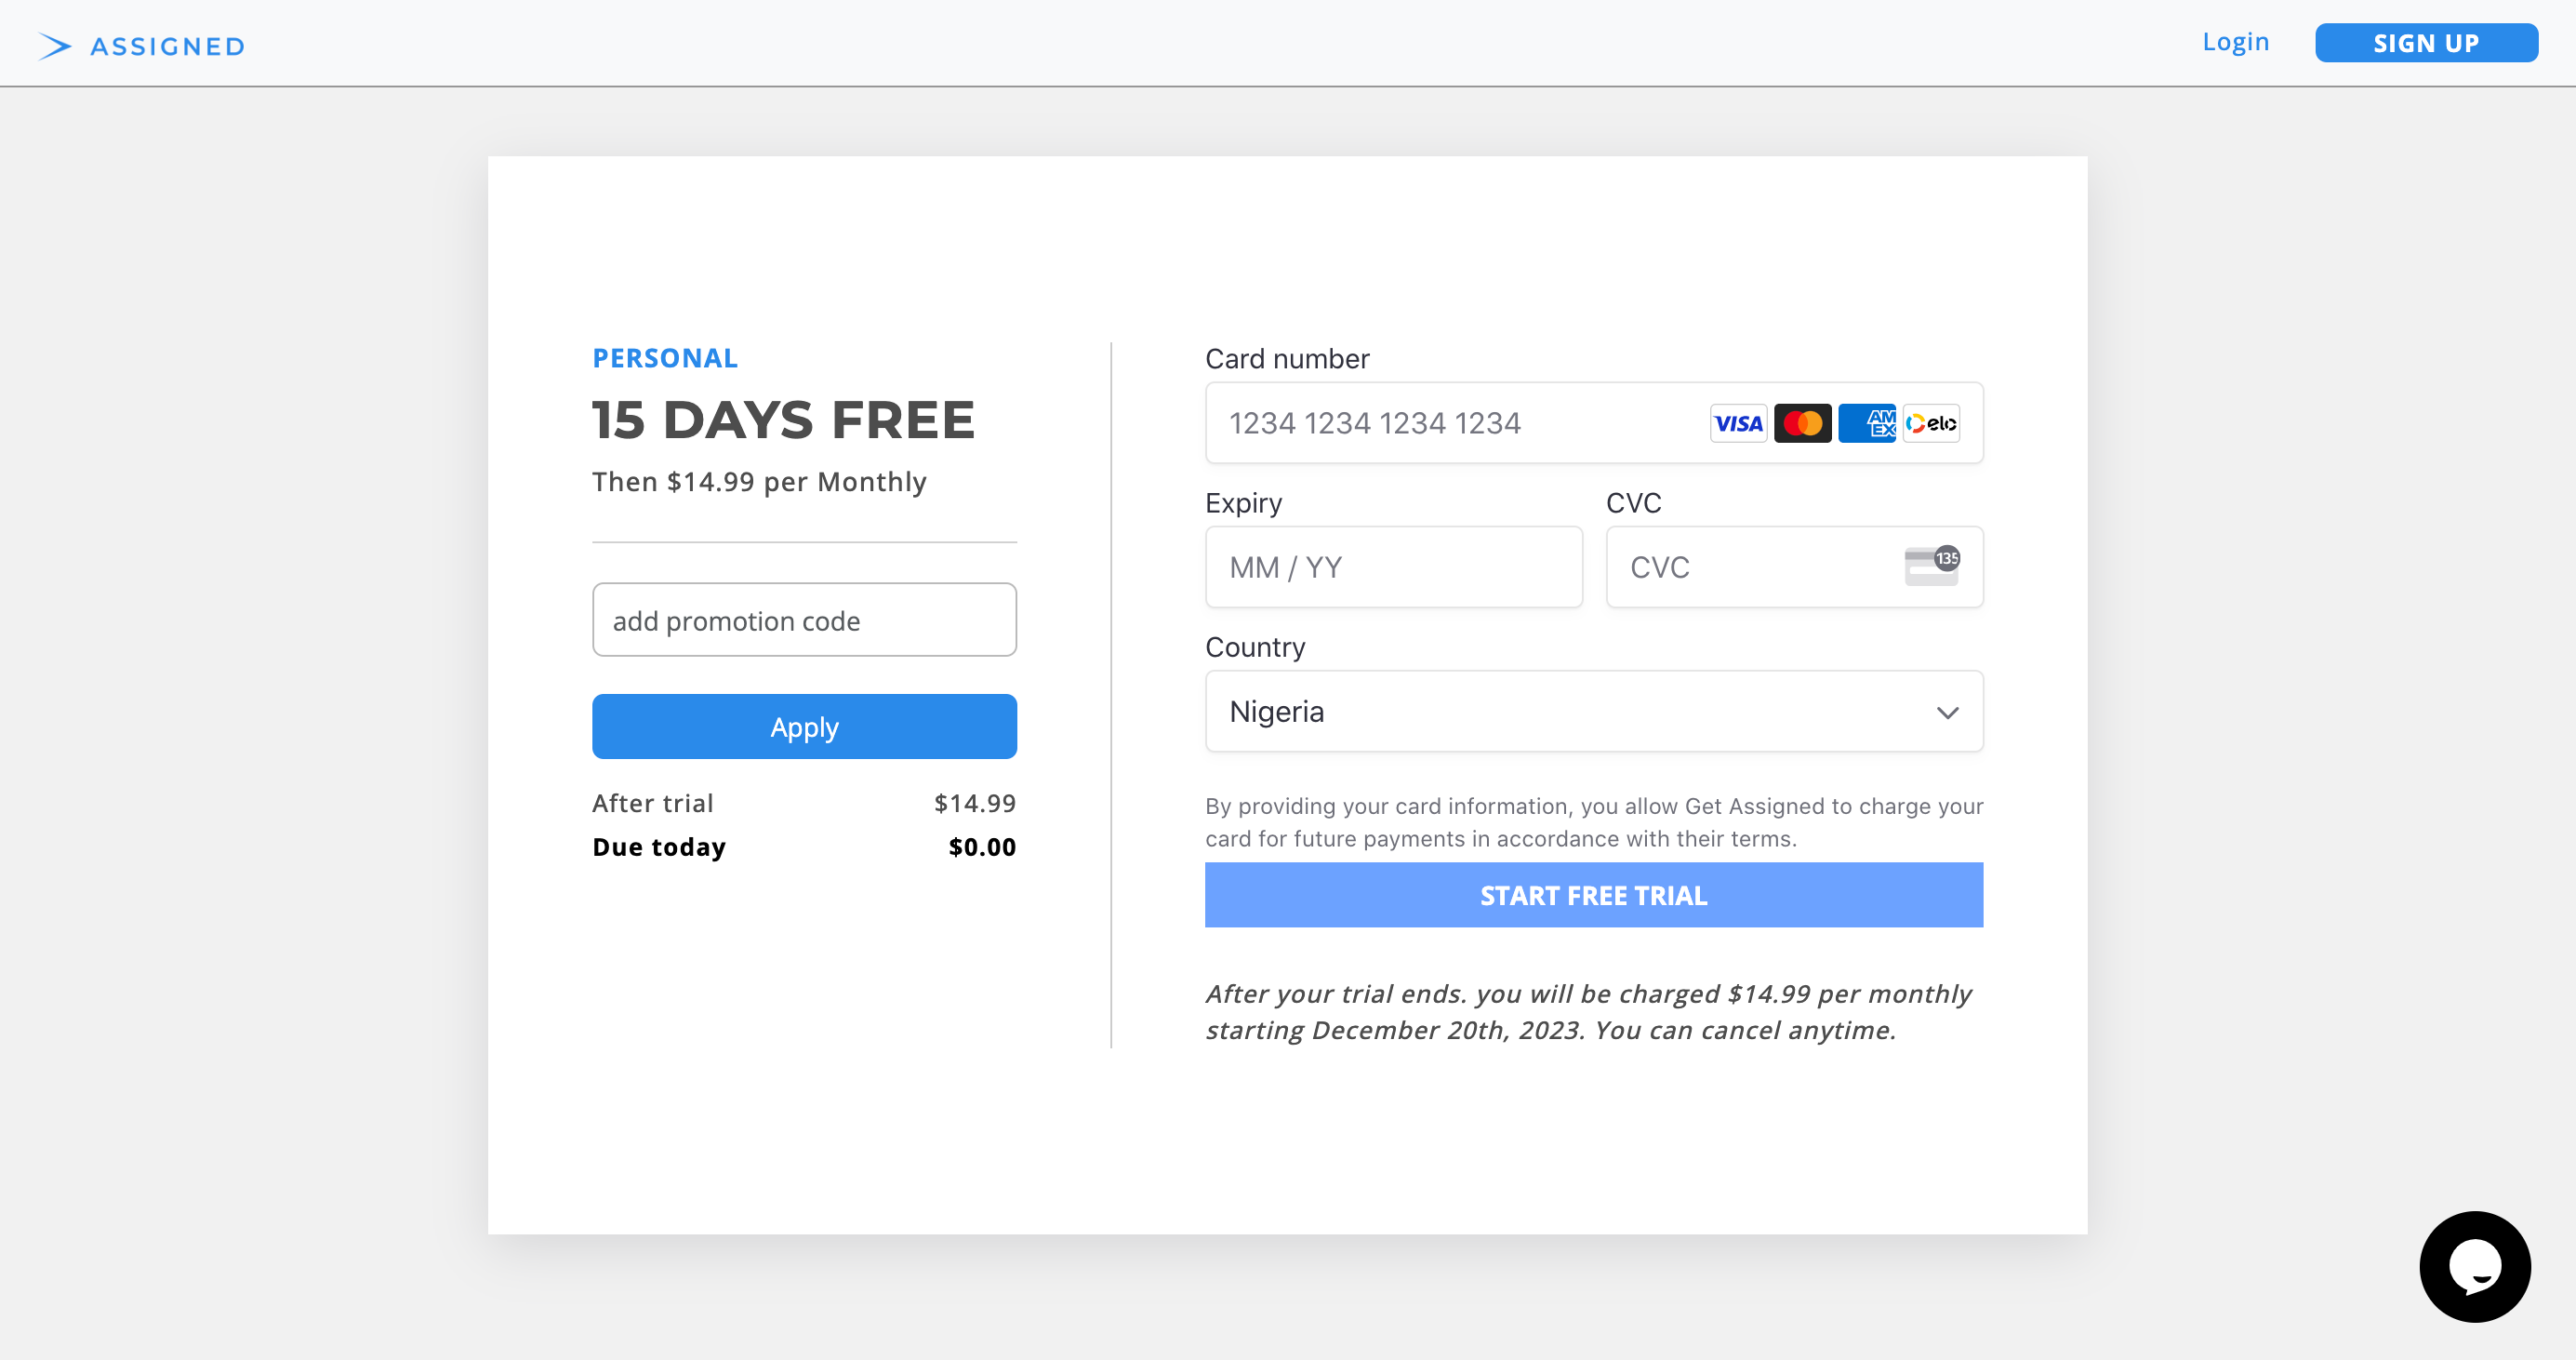 ASSIGNED
Login
SIGN UP
PERSONAL
15 DAYS FREE
Then $14.99 per Monthly
add promotion code
Apply
After trial $14.99
Due today $0.00
Card number
1234 1234 1234 1234 VISA AM EX elo
Expiry
MM / YY
CVC
CVC 135
Country
Nigeria
By providing your card information, you allow Get Assigned to charge your
card for future payments in accordance with their terms.
START FREE TRIAL
After your trial ends. you will be charged $14.99 per monthly
starting December 20th, 2023. You can cancel anytime.